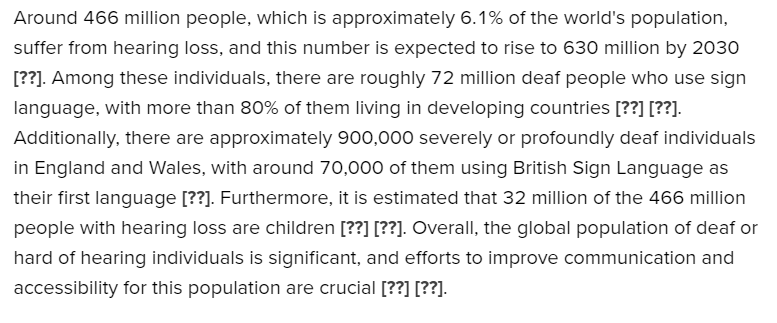 Around 466 million people, which is approximately 6.1% of the world's population,
suffer from hearing loss, and this number is expected to rise to 630 million by 2030
[??]. Among these individuals, there are roughly 72 million deaf people who use sign
language, with more than 80% of them living in developing countries [??] [??].
Additionally, there are approximately 900,000 severely or profoundly deaf individuals
in England and Wales, with around 70,000 of them using British Sign Language as
their first language [??]. Furthermore, it is estimated that 32 million of the 466 million
people with hearing loss are children [??] [??]. Overall, the global population of deaf or
hard of hearing individuals is significant, and efforts to improve communication and
accessibility for this population are crucial [??] [??].